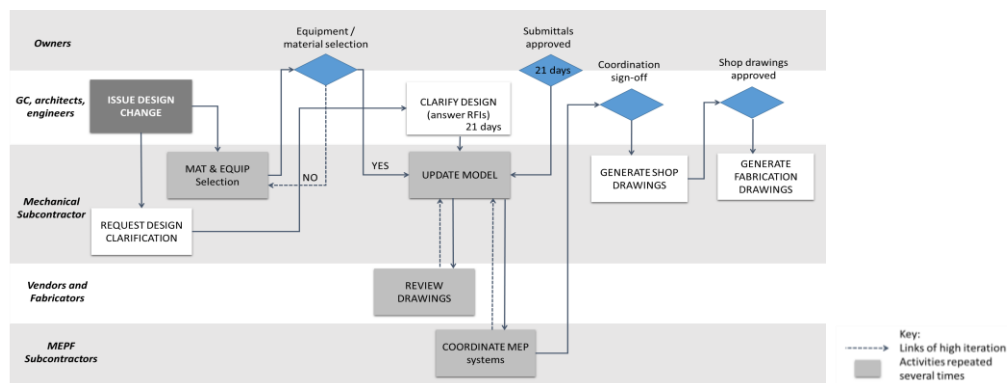 Owners
Equipment /
material selection
Submittals
approved
21 days
Coordination
sign-off
Shop drawings
approved
GC, architects,
engineers
ISSUE DESIGN
CHANGE
CLARIFY DESIGN
(answer RFIs)
21 days
Mechanical
Subcontractor
MAT & EQUIP
Selection
NO
YES
UPDATE MODEL
GENERATE SHOP
DRAWINGS
GENERATE
FABRICATION
DRAWINGS
REQUEST DESIGN
CLARIFICATION
Vendors and
Fabricators
REVIEW
DRAWINGS
MEPF
Subcontractors
COORDINATE MEP
systems
Key:
Links of high iteration
Activities repeated
several times